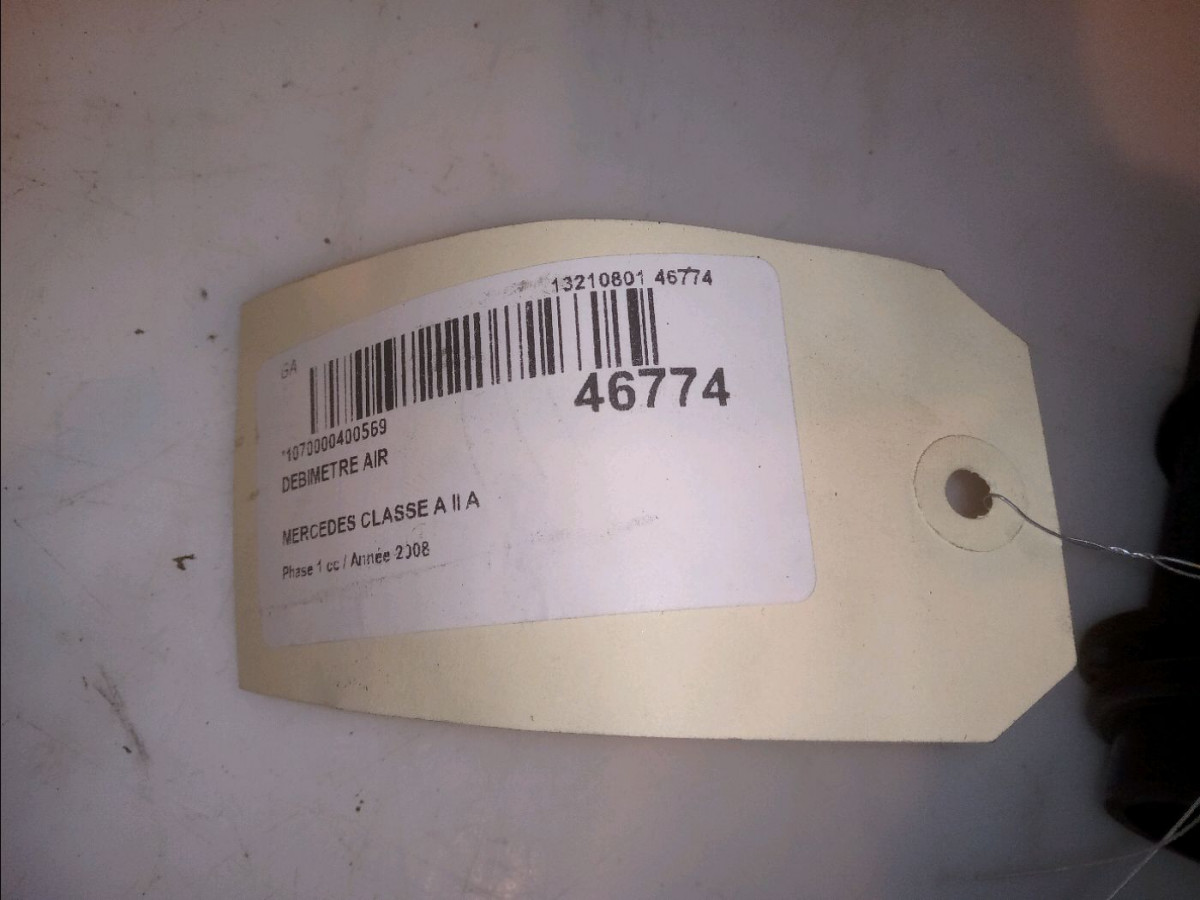 13210801 46774
GA
46774
*1070000400569
DEBIMETRE AIR
MERCEDES CLASSE A II A
Phase 1 cc / Année 2008